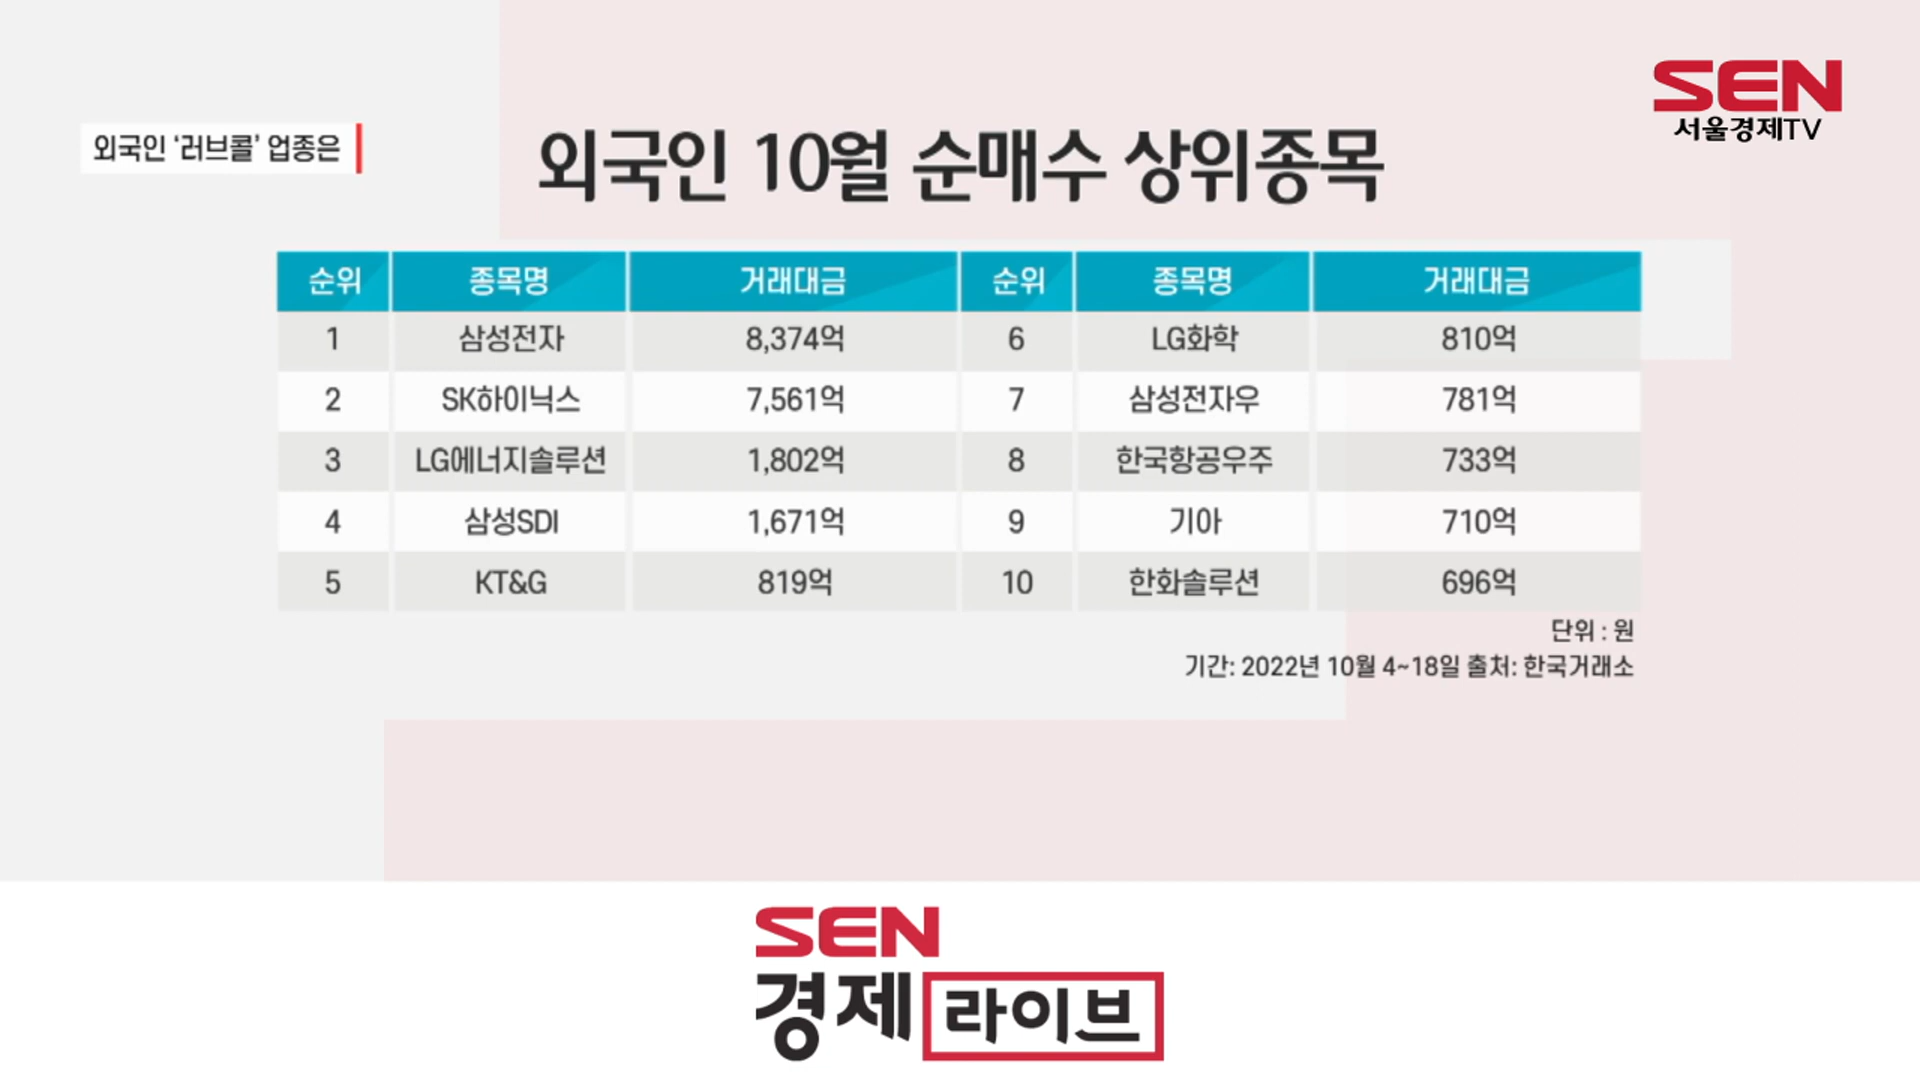 SEN
서울경제TV
외국인 ‘러브콜’ 업종은
외국인 10월 순매수 상위종목
순위 종목명 거래대금 순위 종목명 거래대금
1 삼성전자 8,374억 6 LG화학 810억
2 SK하이닉스 7,561억 7 삼성전자우 781억
3 LG에너지솔루션 1,802억 8 한국항공우주 733억
4 삼성SDI 1,671억 9 기아 710억
5 KT&G 819억 10 한화솔루션 696억
단위 : 원
기간: 2022년 10월 4~18일 출처: 한국거래소
SEN
경제 라이브